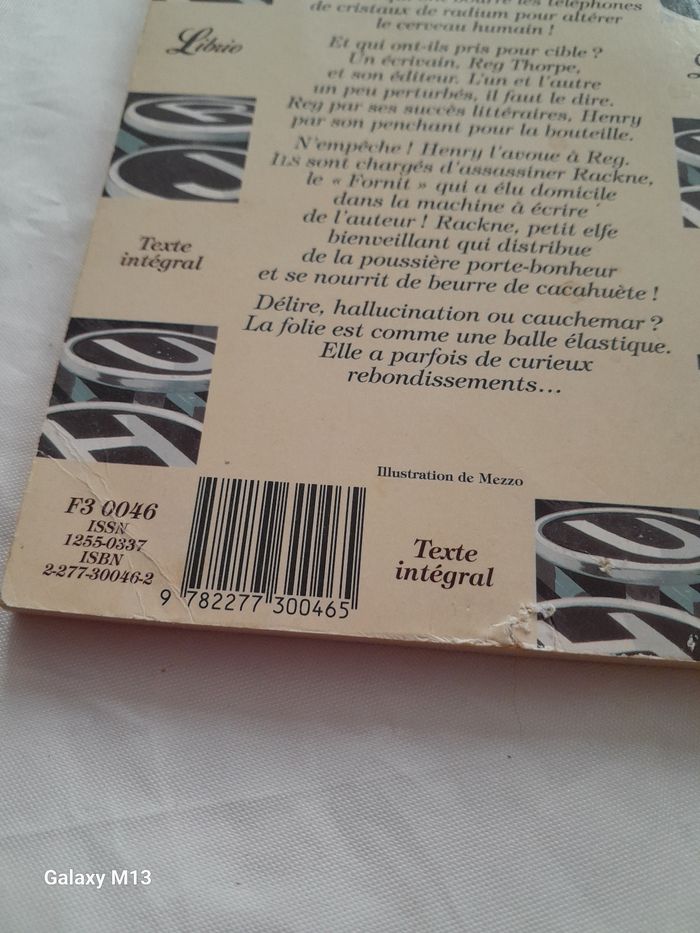 les téléphones
de cristaux de radium pour altérer
le cerveau humain !
Librio
Et qui ont-ils pris pour cible ?
Un écrivain, Reg Thorpe,
et son éditeur. L'un et l'autre
un peu perturbés, il faut le dire.
Reg par ses succès littéraires, Henry
par son penchant pour la bouteille.
N'empêche ! Henry l'avoue à Reg.
ILS sont chargés d'assassiner Rackne,
le « Fornit » qui a élu domicile
dans la machine à écrire
de l'auteur ! Rackne, petit elfe
bienveillant qui distribue
de la poussière porte-bonheur
et se nourrit de beurre de cacahuète !
Texte
intégral
Délire, hallucination ou cauchemar ?
La folie est comme une balle élastique.
Elle a parfois de curieux
rebondissements...
U
H
Illustration de Mezzo
F3 0046
ISSN
1255-0337
ISBN
2-277-30046-2
9 782277 300465
Texte
intégral
U
H
Galaxy M13